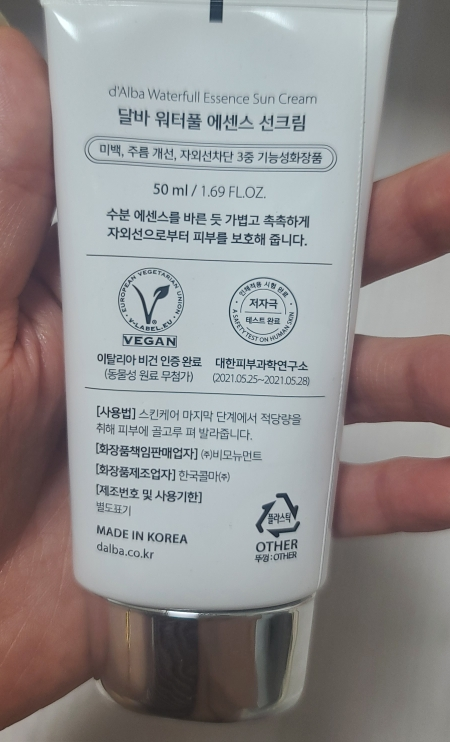 d'Alba Waterfull Essence Sun Cream
달바 워터풀 에센스 선크림
미백, 주름 개선, 자외선차단 3중 기능성화장품
50 ml / 1.69 FL.OZ.
수분 에센스를 바른 듯 가볍고 촉촉하게
자외선으로부터 피부를 보호해 줍니다.
· EUROPEAN VEGETARIAN UNION ·
V-LABEL.EU
VEGAN
이탈리아 비건 인증 완료
(동물성 원료 무첨가)
인체적용 시험 완료
저자극
테스트 완료
A SAFETY TEST ON HUMAN SKIN
대한피부과학연구소
(2021.05.25~2021.05.28)
[사용법] 스킨케어 마지막 단계에서 적당량을
취해 피부에 골고루 펴 발라줍니다.
[화장품책임판매업자] ㈜비모뉴먼트
[화장품제조업자] 한국콜마㈜
[제조번호 및 사용기한]
별도표기
MADE IN KOREA
dalba.co.kr
플라스틱
OTHER
뚜껑:OTHER